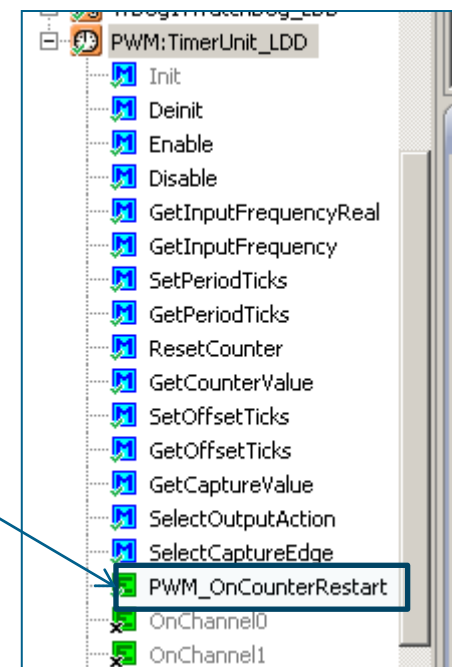 PWM:TimerUnit_LDD
Init
Deinit
Enable
Disable
GetInputFrequencyReal
GetInputFrequency
SetPeriodTicks
GetPeriodTicks
ResetCounter
GetCounterValue
SetOffsetTicks
GetOffsetTicks
GetCaptureValue
SelectOutputAction
SelectCaptureEdge
PWM_OnCounterRestart
OnChannel0
OnChannel1